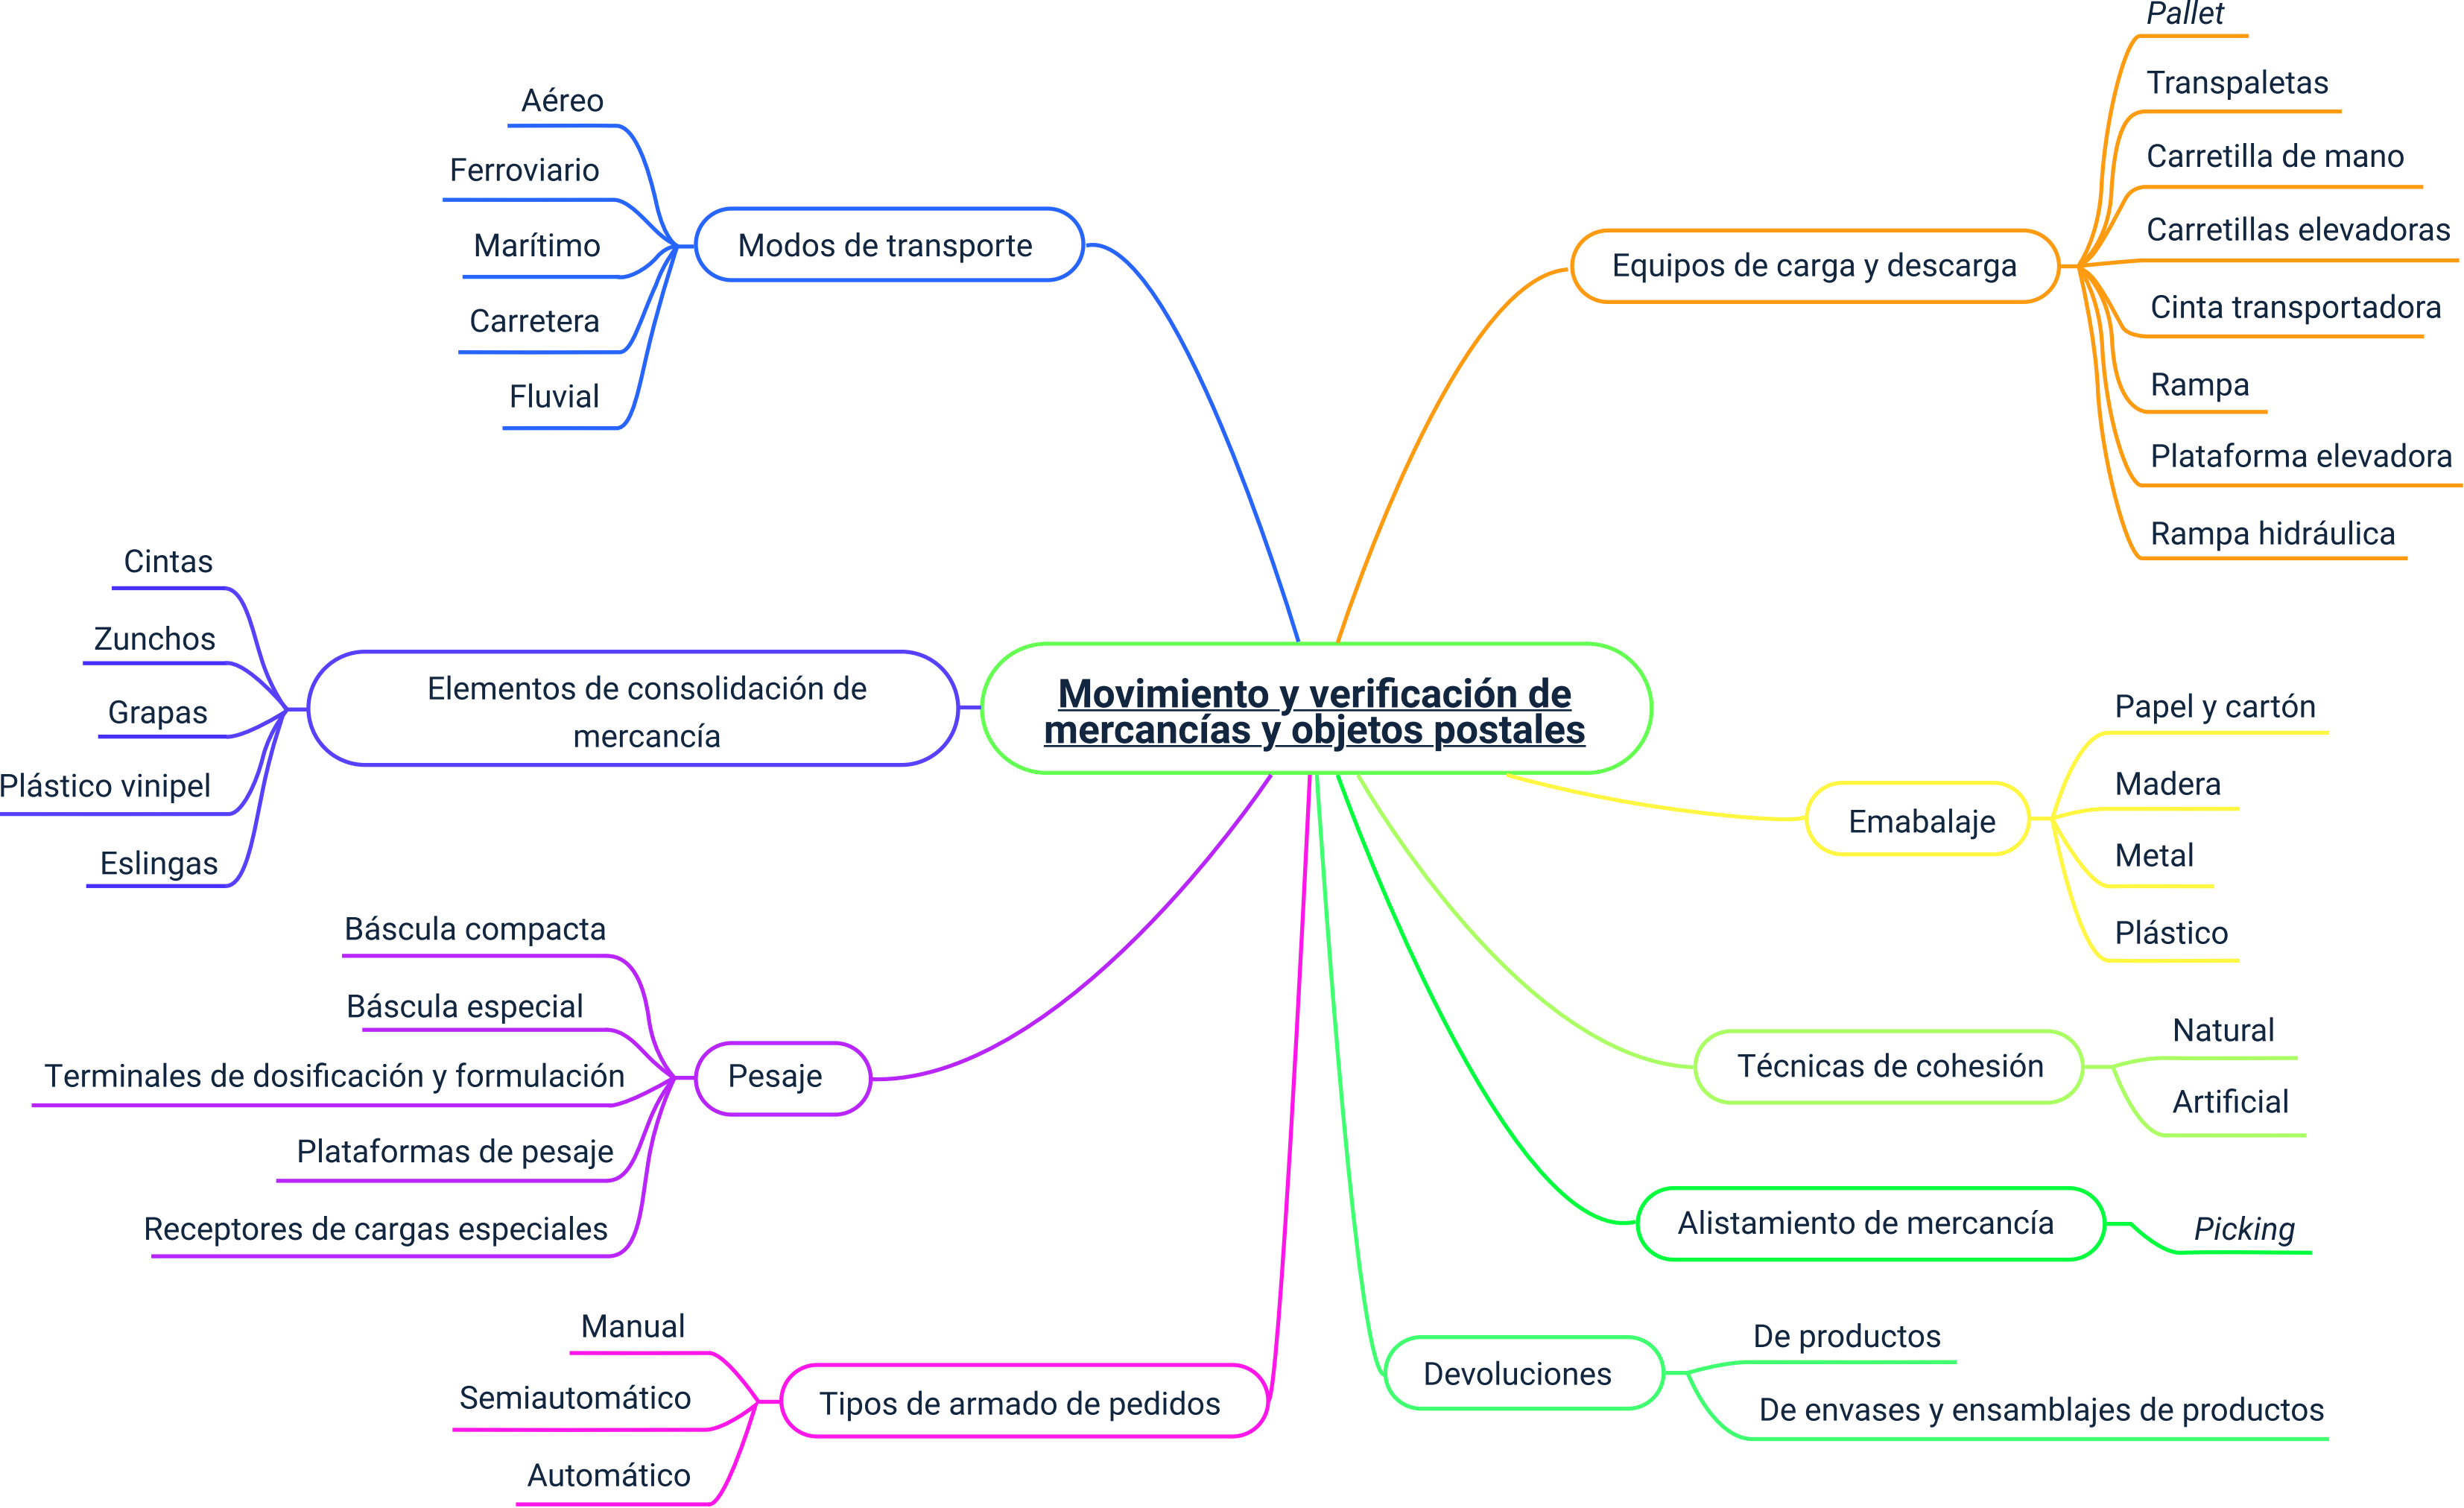 Movimiento y verificación de
mercancías y objetos postales
Modos de transporte
Aéreo
Ferroviario
Marítimo
Carretera
Fluvial
Equipos de carga y descarga
Pallet
Transpaletas
Carretilla de mano
Carretillas elevadoras
Cinta transportadora
Rampa
Plataforma elevadora
Rampa hidráulica
Elementos de consolidación de
mercancía
Cintas
Zunchos
Grapas
Plástico vinipel
Eslingas
Emabalaje
Papel y cartón
Madera
Metal
Plástico
Pesaje
Báscula compacta
Báscula especial
Terminales de dosificación y formulación
Plataformas de pesaje
Receptores de cargas especiales
Técnicas de cohesión
Natural
Artificial
Alistamiento de mercancía
Picking
Tipos de armado de pedidos
Manual
Semiautomático
Automático
Devoluciones
De productos
De envases y ensamblajes de productos